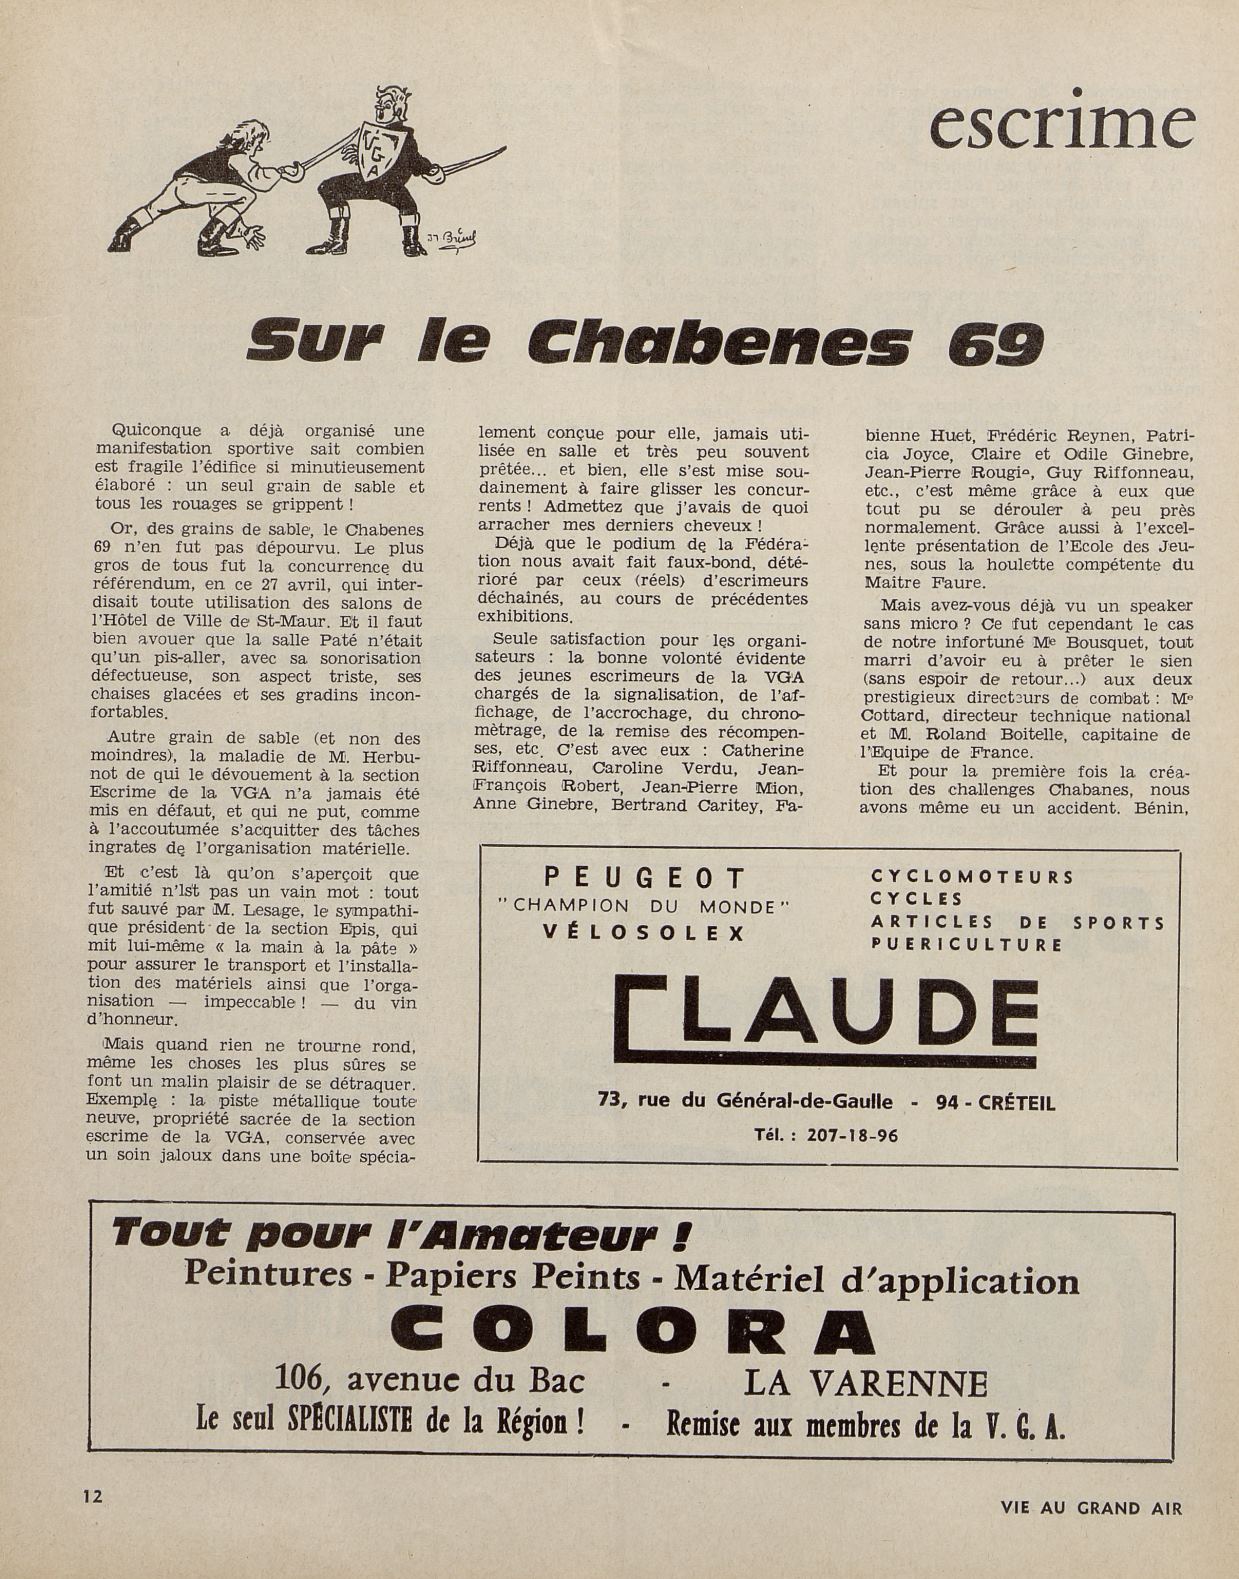 escrime
VGA
Sur le Chabenes 69
Quiconque a déjà organisé une
manifestation sportive sait combien
est fragile l'édifice si minutieusement
élaboré : un seul grain de sable et
tous les rouages se grippent !
Or, des grains de sable, le Chabenes
69 n'en fut pas dépourvu. Le plus
gros de tous fut la concurrence du
référendum, en ce 27 avril, qui inter-
disait toute utilisation des salons de
l'Hôtel de Ville de St-Maur. Et il faut
bien avouer que la salle Paté n'était
qu'un pis-aller, avec sa sonorisation
défectueuse, son aspect triste, ses
chaises glacées et ses gradins incon-
fortables.
Autre grain de sable (et non des
moindres), la maladie de M. Herbu-
not de qui le dévouement à la section
Escrime de la VGA n'a jamais été
mis en défaut, et qui ne put, comme
à l'accoutumée s'acquitter des tâches
ingrates de l'organisation matérielle.
Et c'est là qu'on s'aperçoit que
l'amitié n'lst pas un vain mot : tout
fut sauvé par M. Lesage, le sympathi-
que président de la section Epis, qui
mit lui-même « la main à la pâte »
pour assurer le transport et l'installa-
tion des matériels ainsi que l'orga-
nisation — impeccable ! — du vin
d'honneur.
Mais quand rien ne trourne rond,
même les choses les plus sûres se
font un malin plaisir de se détraquer.
Exemple : la piste métallique toute
neuve, propriété sacrée de la section
escrime de la VGA, conservée avec
un soin jaloux dans une boîte spécia-
lement conçue pour elle, jamais uti-
lisée en salle et très peu souvent
prêtée... et bien, elle s'est mise sou-
dainement à faire glisser les concur-
rents ! Admettez que j'avais de quoi
arracher mes derniers cheveux !
Déjà que le podium de la Fédéra-
tion nous avait fait faux-bond, dété-
rioré par ceux (réels) d'escrimeurs
déchaînés, au cours de précédentes
exhibitions.
Seule satisfaction pour les organi-
sateurs : la bonne volonté évidente
des jeunes escrimeurs de la VGA
chargés de la signalisation, de l'af-
fichage, de l'accrochage, du chrono-
mètrage, de la remise des récompen-
ses, etc. C'est avec eux : Catherine
Riffonneau, Caroline Verdu, Jean-
François Robert, Jean-Pierre Mion,
Anne Ginebre, Bertrand Caritey, Fa-
bienne Huet, Frédéric Reynen, Patri-
cia Joyce, Claire et Odile Ginebre,
Jean-Pierre Rougie, Guy Riffonneau,
etc., c'est même grâce à eux que
tout pu se dérouler à peu près
normalement. Grâce aussi à l'excel-
lente présentation de l'Ecole des Jeu-
nes, sous la houlette compétente du
Maitre Faure.
Mais avez-vous déjà vu un speaker
sans micro ? Ce fut cependant le cas
de notre infortuné Me Bousquet, tout
marri d'avoir eu à prêter le sien
(sans espoir de retour...) aux deux
prestigieux directeurs de combat : Me
Cottard, directeur technique national
et M. Roland Boitelle, capitaine de
l'Equipe de France.
Et pour la première fois la créa-
tion des challenges Chabanes, nous
avons même eu un accident. Bénin,
PEUGEOT
"CHAMPION DU MONDE"
VÉLOSOLEX
CYCLOMOTEURS
CYCLES
ARTICLES DE SPORTS
PUERICULTURE
CLAUDE
73, rue du Général-de-Gaulle - 94 - CRÉTEIL
Tél. : 207-18-96
Tout pour l'Amateur !
Peintures - Papiers Peints - Matériel d'application
COLORA
106, avenue du Bac - LA VARENNE
Le seul SPÉCIALISTE de la Région ! - Remise aux membres de la V. G. A.
12
VIE AU GRAND AIR